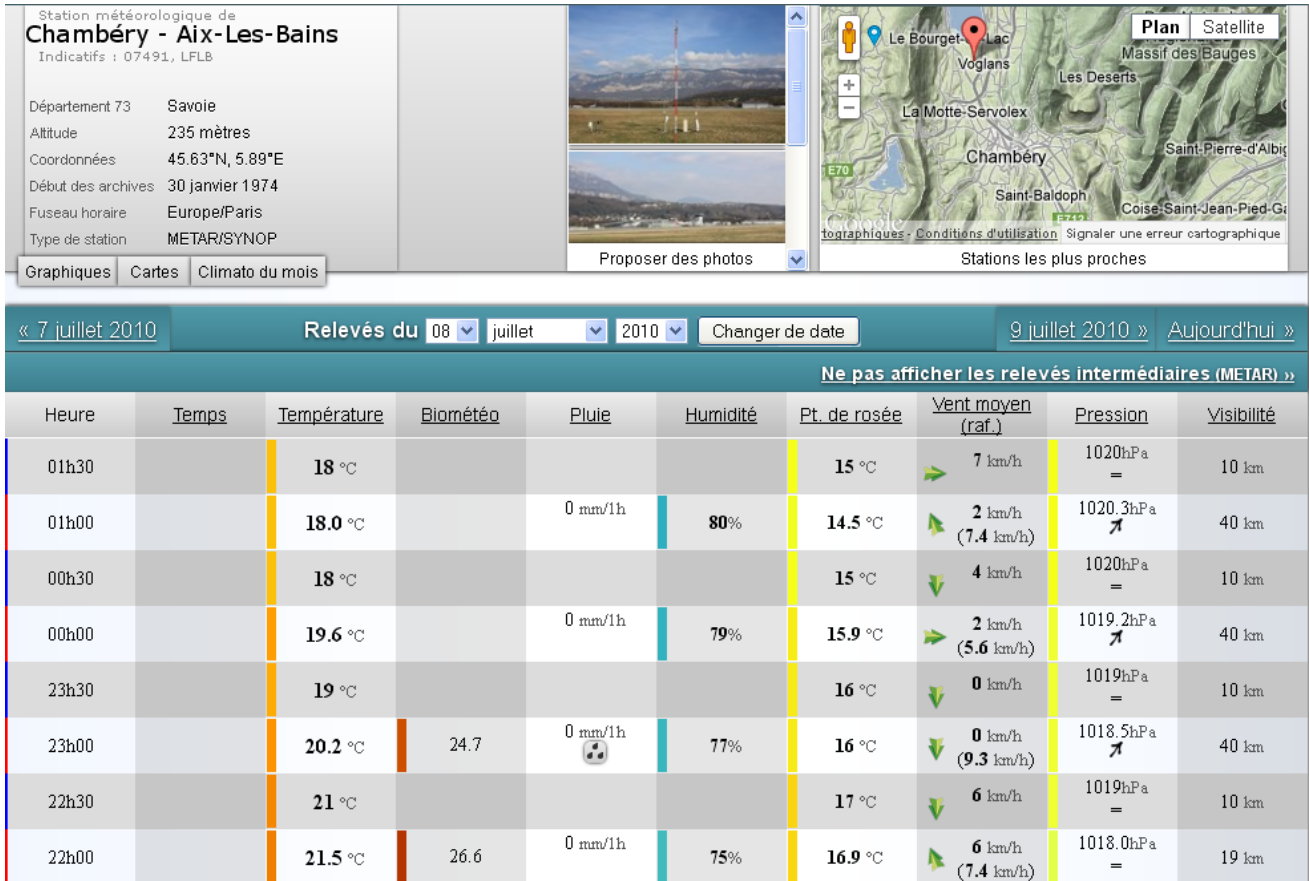 Station météorologique de
Chambéry - Aix-Les-Bains
Indicatifs : 07491, LFLB
Département 73 Savoie
Altitude 235 mètres
Coordonnées 45.63°N, 5.89°E
Début des archives 30 janvier 1974
Fuseau horaire Europe/Paris
Type de station METAR/SYNOP
Graphiques Cartes Climato du mois
Proposer des photos
Plan Satellite
Le Bourget-du-Lac
Massif des Bauges
Voglans
Les Deserts
La Motte-Servolex
Chambéry
E70
Saint-Baldoph
E712
Google
Conditions d'utilisation Signaler une erreur cartographique
Stations les plus proches
« 7 juillet 2010 Relevés du 08 juillet 2010 Changer de date 9 juillet 2010 » Aujourd'hui »
Ne pas afficher les relevés intermédiaires (METAR) »
Heure Temps Température Biométéo Pluie Humidité Pt. de rosée Vent moyen (raf.) Pression Visibilité
01h30 18 °C 15 °C 7 km/h 1020hPa = 10 km
01h00 18.0 °C 0 mm/1h 80% 14.5 °C 2 km/h (7.4 km/h) 1020.3hPa 40 km
00h30 18 °C 15 °C 4 km/h 1020hPa = 10 km
00h00 19.6 °C 0 mm/1h 79% 15.9 °C 2 km/h (5.6 km/h) 1019.2hPa 40 km
23h30 19 °C 16 °C 0 km/h 1019hPa = 10 km
23h00 20.2 °C 24.7 0 mm/1h 77% 16 °C 0 km/h (9.3 km/h) 1018.5hPa 40 km
22h30 21 °C 17 °C 6 km/h 1019hPa = 10 km
22h00 21.5 °C 26.6 0 mm/1h 75% 16.9 °C 6 km/h (7.4 km/h) 1018.0hPa = 19 km